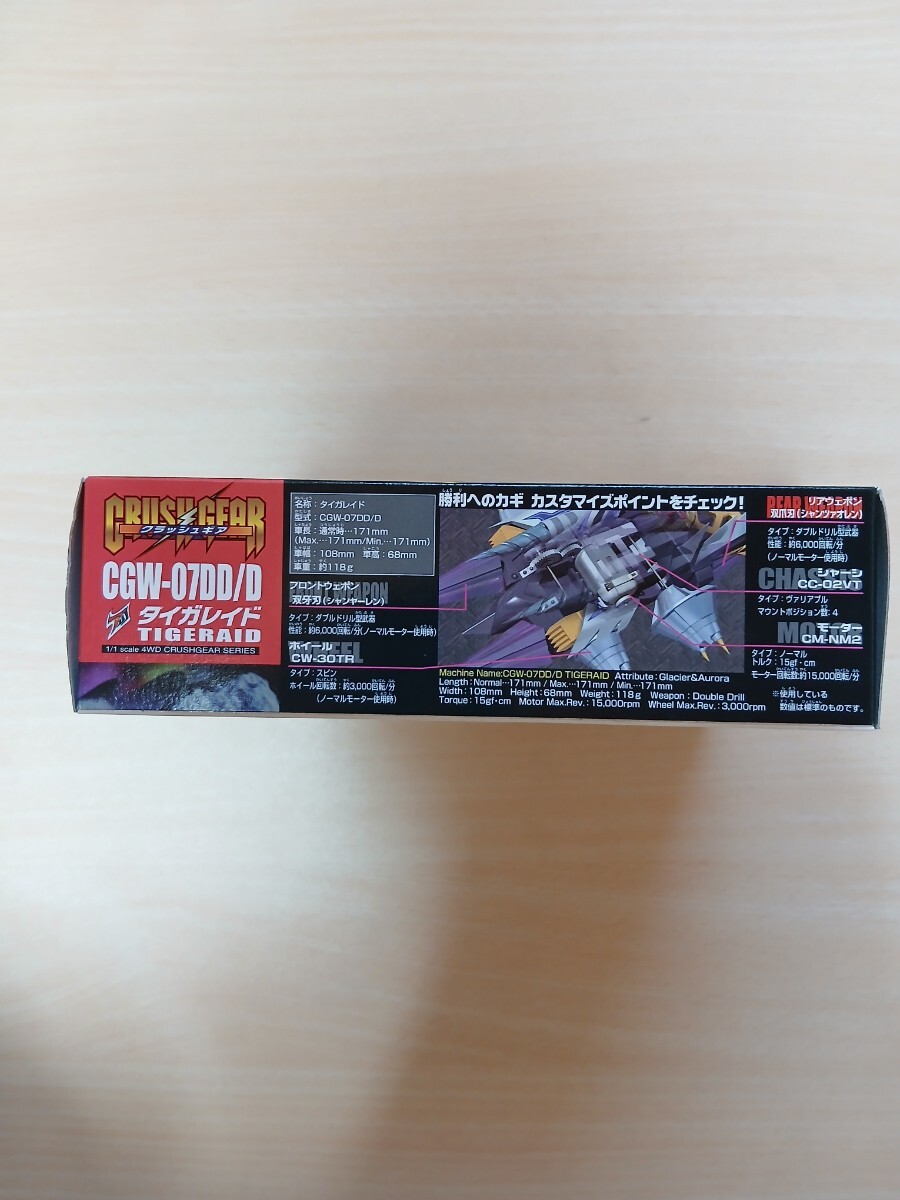 CRUSH GEAR
クラッシュギア
CGW-07DD/D
タイガレイド
TIGERAID
1/1 scale 4WD CRUSHGEAR SERIES
名称：タイガレイド
型式：CGW-07DD/D
車長：通常時…171mm
(Max.…171mm/Min.…171mm)
車幅：108mm 車高：68mm
車重：約118g
フロントウェポン
双牙刃(シャンヤーレン)
タイプ：ダブルドリル型武器
性能：約6,000回転/分(ノーマルモーター使用時)
ホイール
CW-30TR
タイプ：スピン
ホイール回転数：約3,000回転/分
(ノーマルモーター使用時)
勝利へのカギ カスタマイズポイントをチェック!
Machine Name:CGW-07DD/D TIGERAID Attribute : Glacier&Aurora
Length : Normal…171mm / Max.…171mm / Min.…171mm
Width : 108mm Height : 68mm Weight : 118g Weapon : Double Drill
Torque : 15gf·cm Motor Max.Rev. : 15,000rpm Wheel Max.Rev. : 3,000rpm
リアウェポン
双爪刃(シャンツァオレン)
タイプ：ダブルドリル型武器
性能：約6,000回転/分
(ノーマルモーター使用時)
シャーシ
CC-02VT
タイプ：ヴァリアブル
マウントポジション数：4
モーター
CM-NM2
タイプ：ノーマル
トルク：15gf・cm
モーター回転数：約15,000回転/分
※使用している
数値は標準のものです。